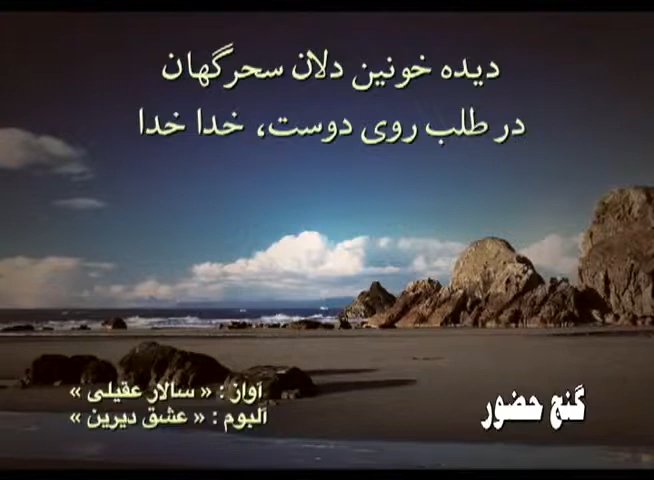 دیده خونین دلان سحرگهان
در طلب روی دوست، خدا خدا
آواز : « سالار عقیلی »
آلبوم : « عشق دیرین »
گنج حضور